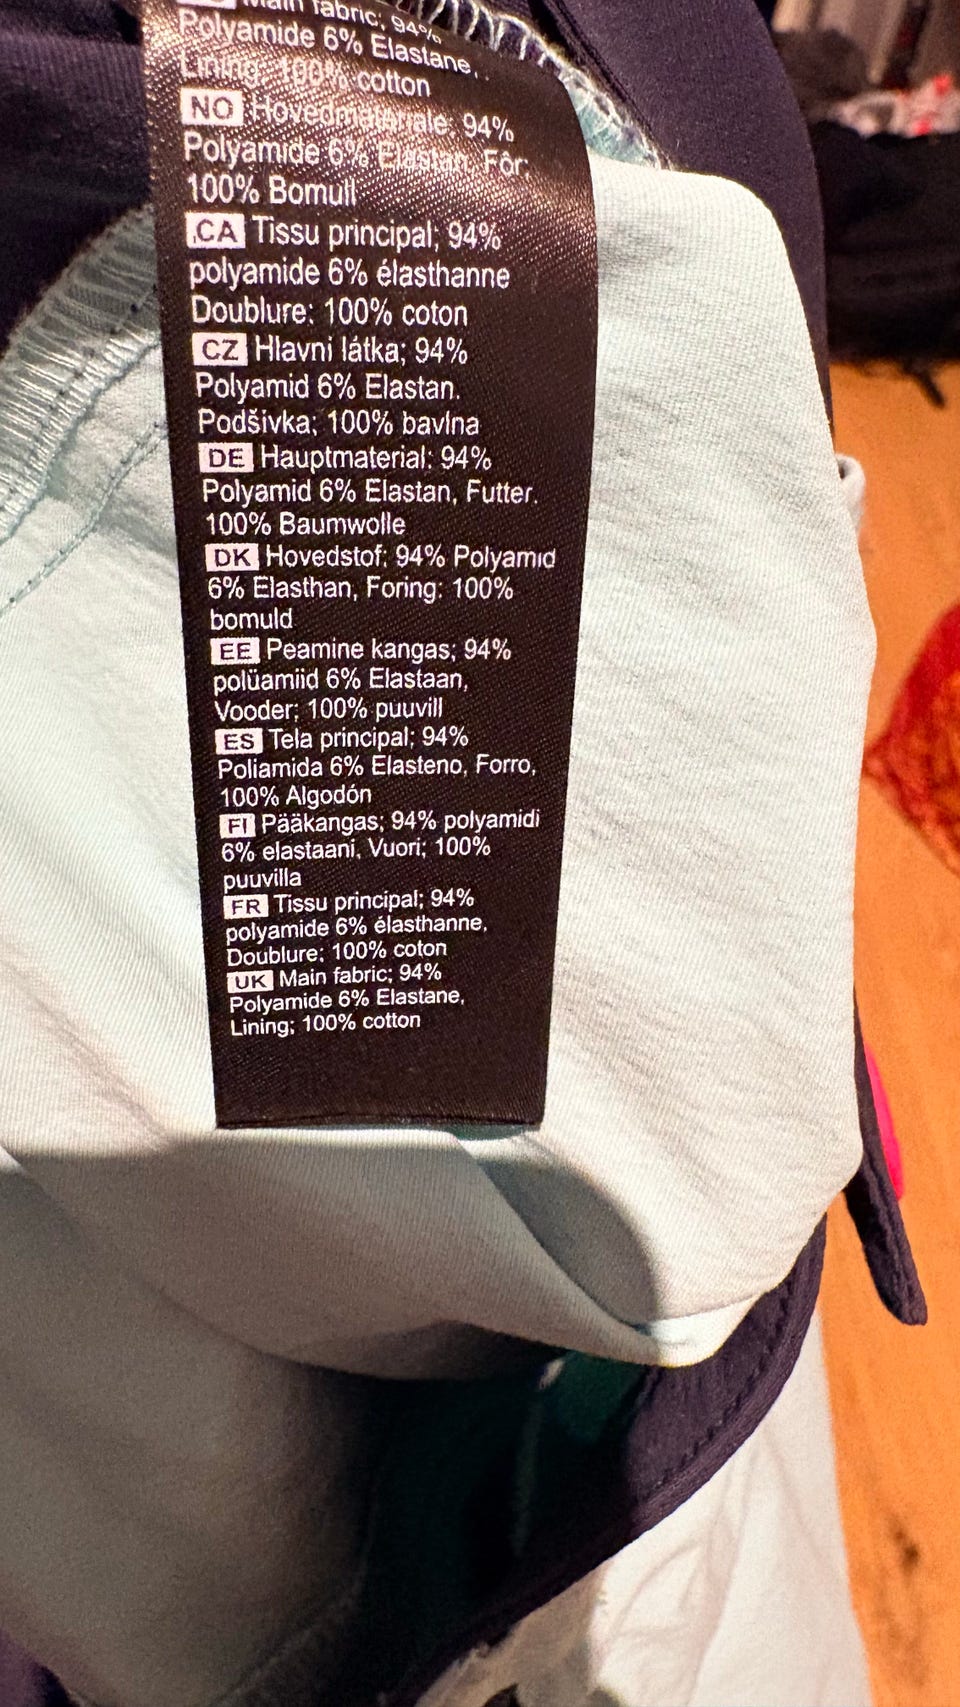 Main fabric; 94%
Polyamide 6% Elastane,
Lining; 100% cotton
NO Hovedmateriale: 94%
Polyamide 6% Elastan, Fôr;
100% Bomull
CA Tissu principal; 94%
polyamide 6% élasthanne
Doublure: 100% coton
CZ Hlavni látka; 94%
Polyamid 6% Elastan.
Podšivka; 100% bavlna
DE Hauptmaterial: 94%
Polyamid 6% Elastan, Futter.
100% Baumwolle
DK Hovedstof: 94% Polyamid
6% Elasthan, Foring: 100%
bomuld
EE Peamine kangas; 94%
polüamiid 6% Elastaan,
Vooder; 100% puuvill
ES Tela principal; 94%
Poliamida 6% Elasteno, Forro,
100% Algodón
FI Pääkangas; 94% polyamidi
6% elastaani, Vuori; 100%
puuvilla
FR Tissu principal; 94%
polyamide 6% élasthanne,
Doublure: 100% coton
UK Main fabric; 94%
Polyamide 6% Elastane,
Lining; 100% cotton